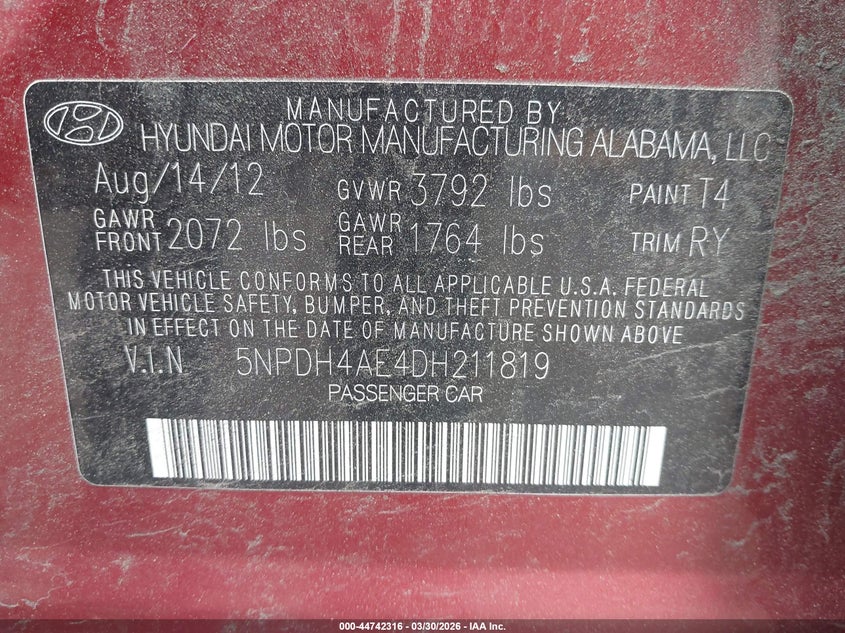 MANUFACTURED BY
HYUNDAI MOTOR MANUFACTURING ALABAMA, LLC
Aug/14/12 GVWR 3792 lbs PAINT T4
GAWR FRONT 2072 lbs GAWR REAR 1764 lbs TRIM RY
THIS VEHICLE CONFORMS TO ALL APPLICABLE U.S.A. FEDERAL
MOTOR VEHICLE SAFETY, BUMPER, AND THEFT PREVENTION STANDARDS
IN EFFECT ON THE DATE OF MANUFACTURE SHOWN ABOVE
V.I.N 5NPDH4AE4DH211819
PASSENGER CAR
000-44742316 — 03/30/2026 — IAA Inc.